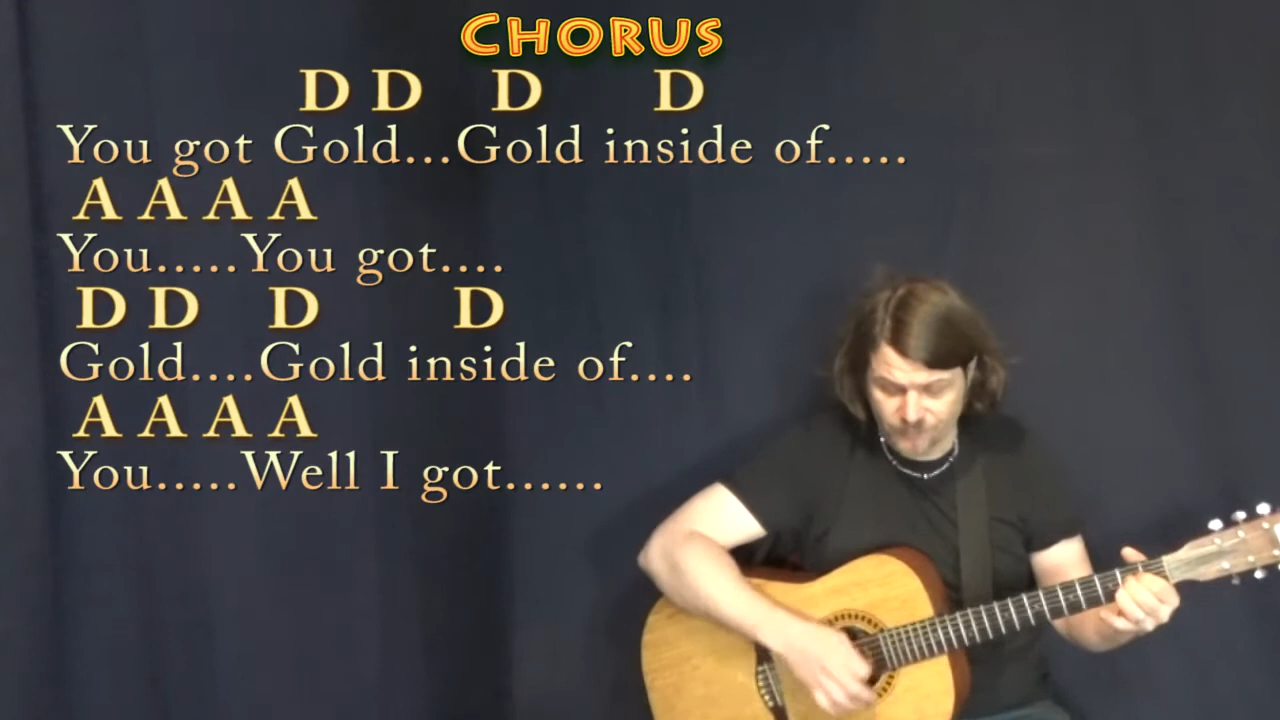 CHORUS
D D D D
You got Gold...Gold inside of.....
A A A A
You.....You got....
D D D D
Gold....Gold inside of....
A A A A
You.....Well I got......